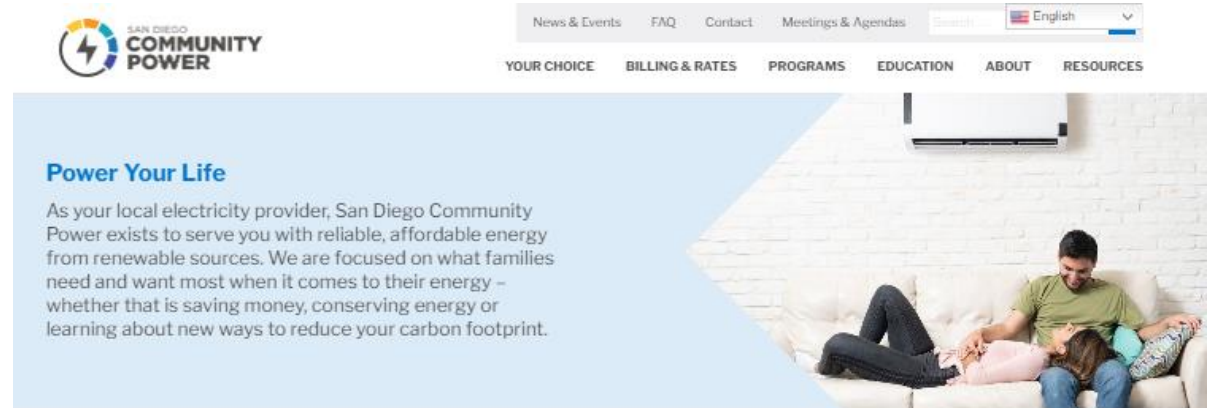 SAN DIEGO
COMMUNITY
POWER
News & Events FAQ Contact Meetings & Agendas Search English
YOUR CHOICE BILLING & RATES PROGRAMS EDUCATION ABOUT RESOURCES
Power Your Life
As your local electricity provider, San Diego Community
Power exists to serve you with reliable, affordable energy
from renewable sources. We are focused on what families
need and want most when it comes to their energy –
whether that is saving money, conserving energy or
learning about new ways to reduce your carbon footprint.